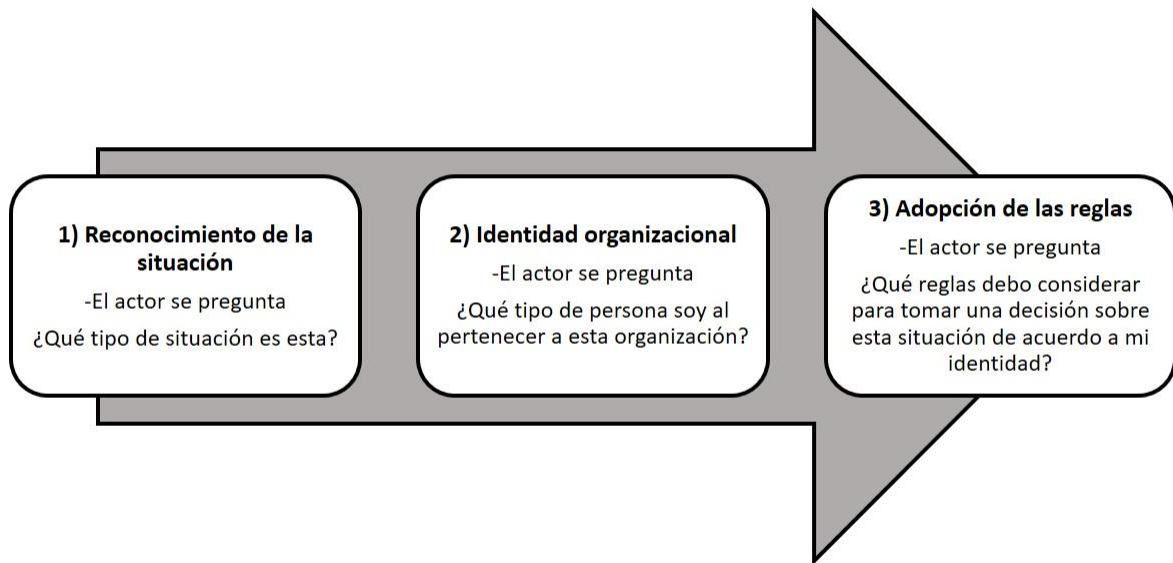 1) Reconocimiento de la
situación
-El actor se pregunta
¿Qué tipo de situación es esta?
2) Identidad organizacional
-El actor se pregunta
¿Qué tipo de persona soy al
pertenecer a esta organización?
3) Adopción de las reglas
-El actor se pregunta
¿Qué reglas debo considerar
para tomar una decisión sobre
esta situación de acuerdo a mi
identidad?